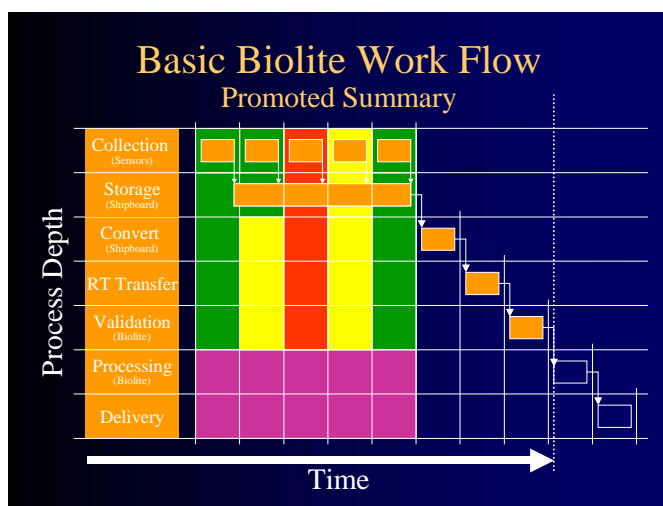 Basic Biolite Work Flow
Promoted Summary
Process Depth
Collection
(Sensors)
Storage
(Shipboard)
Convert
(Shipboard)
RT Transfer
Validation
(Biolite)
Processing
(Biolite)
Delivery
Time